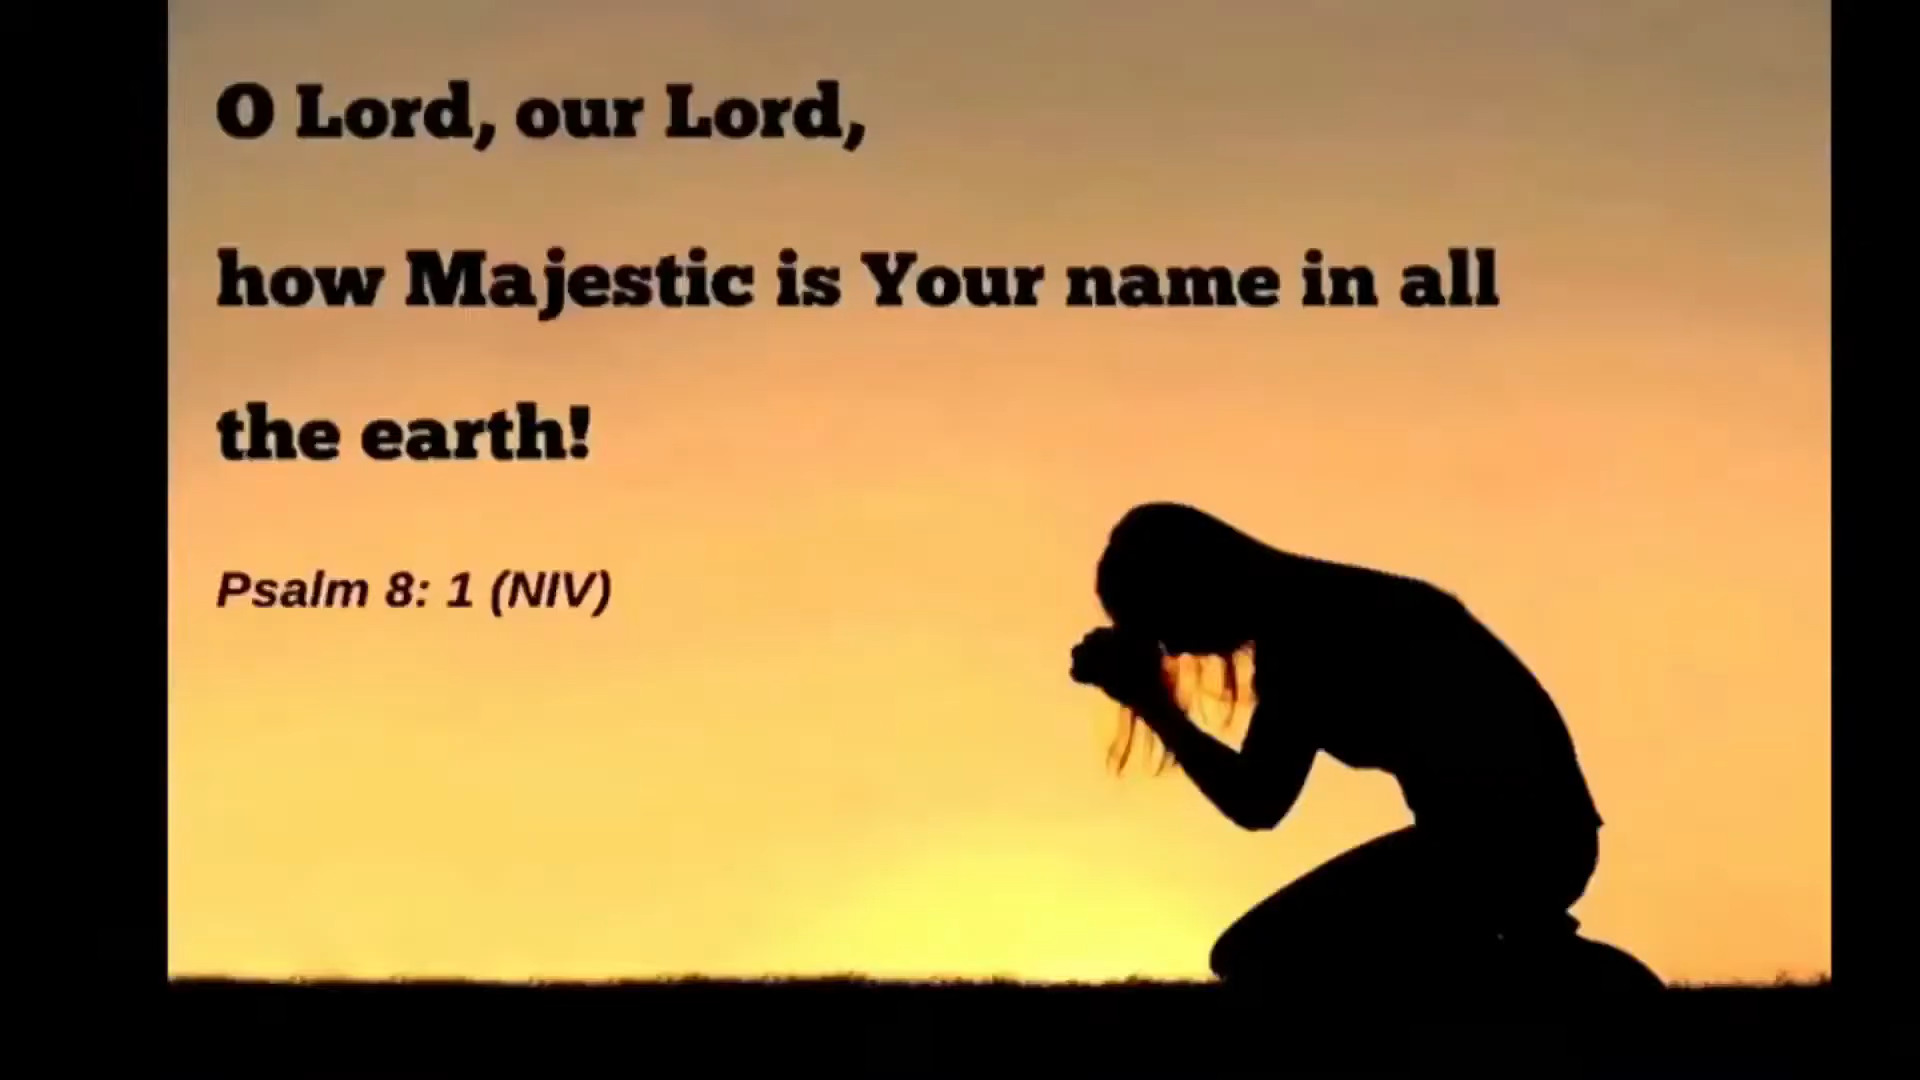 O Lord, our Lord,
how Majestic is Your name in all
the earth!
Psalm 8: 1 (NIV)